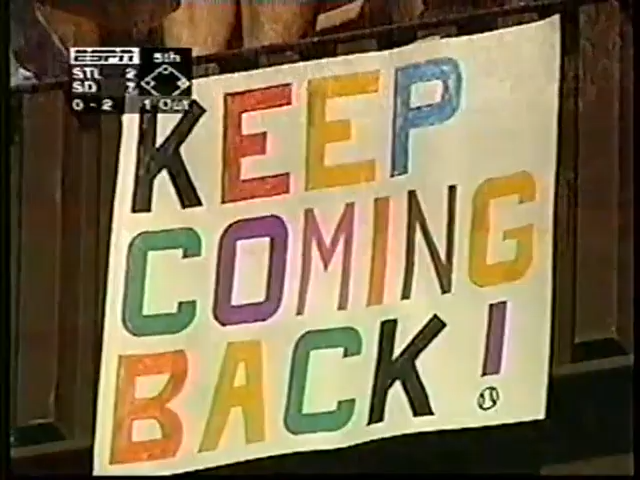 ESPN 5th
STL 2
SD 7
0 - 2 1 Out
KEEP
COMING
BACK!